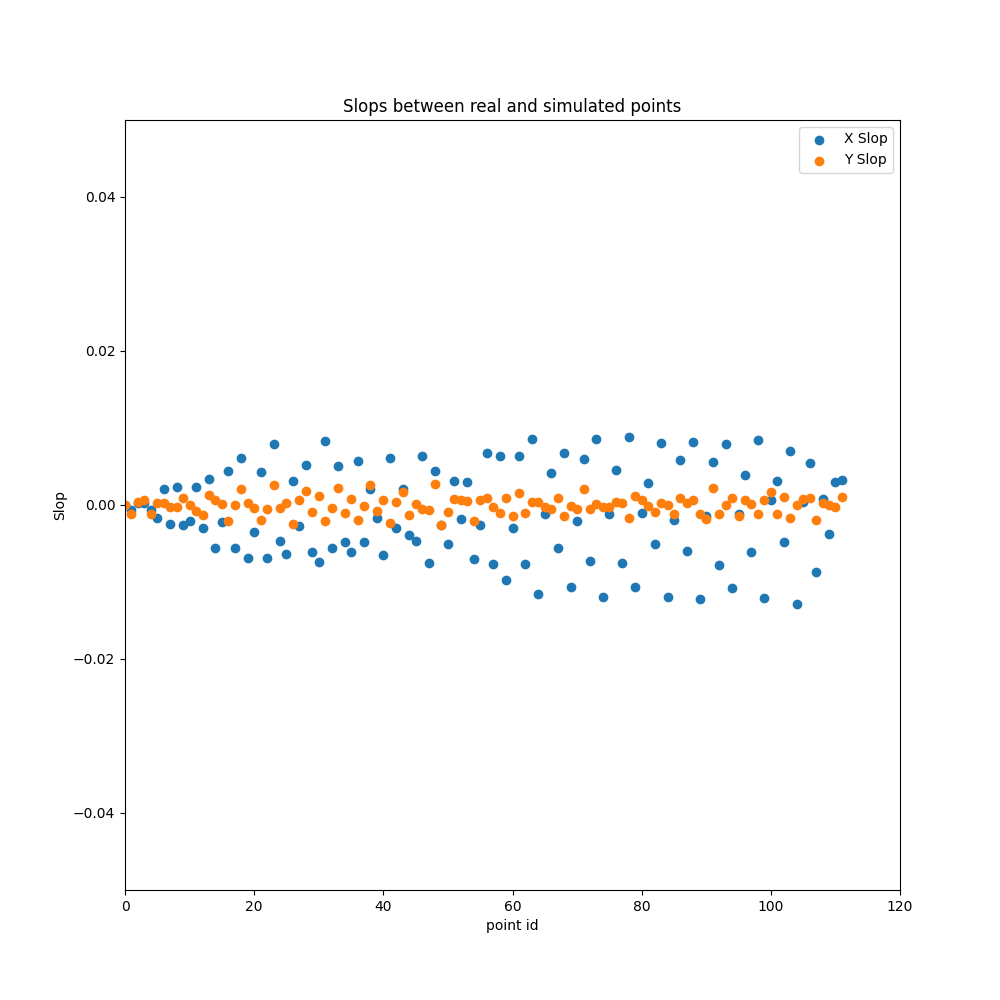 Slops between real and simulated points
X Slop
Y Slop
0.04
0.02
0.00
−0.02
−0.04
Slop
0 20 40 60 80 100 120
point id